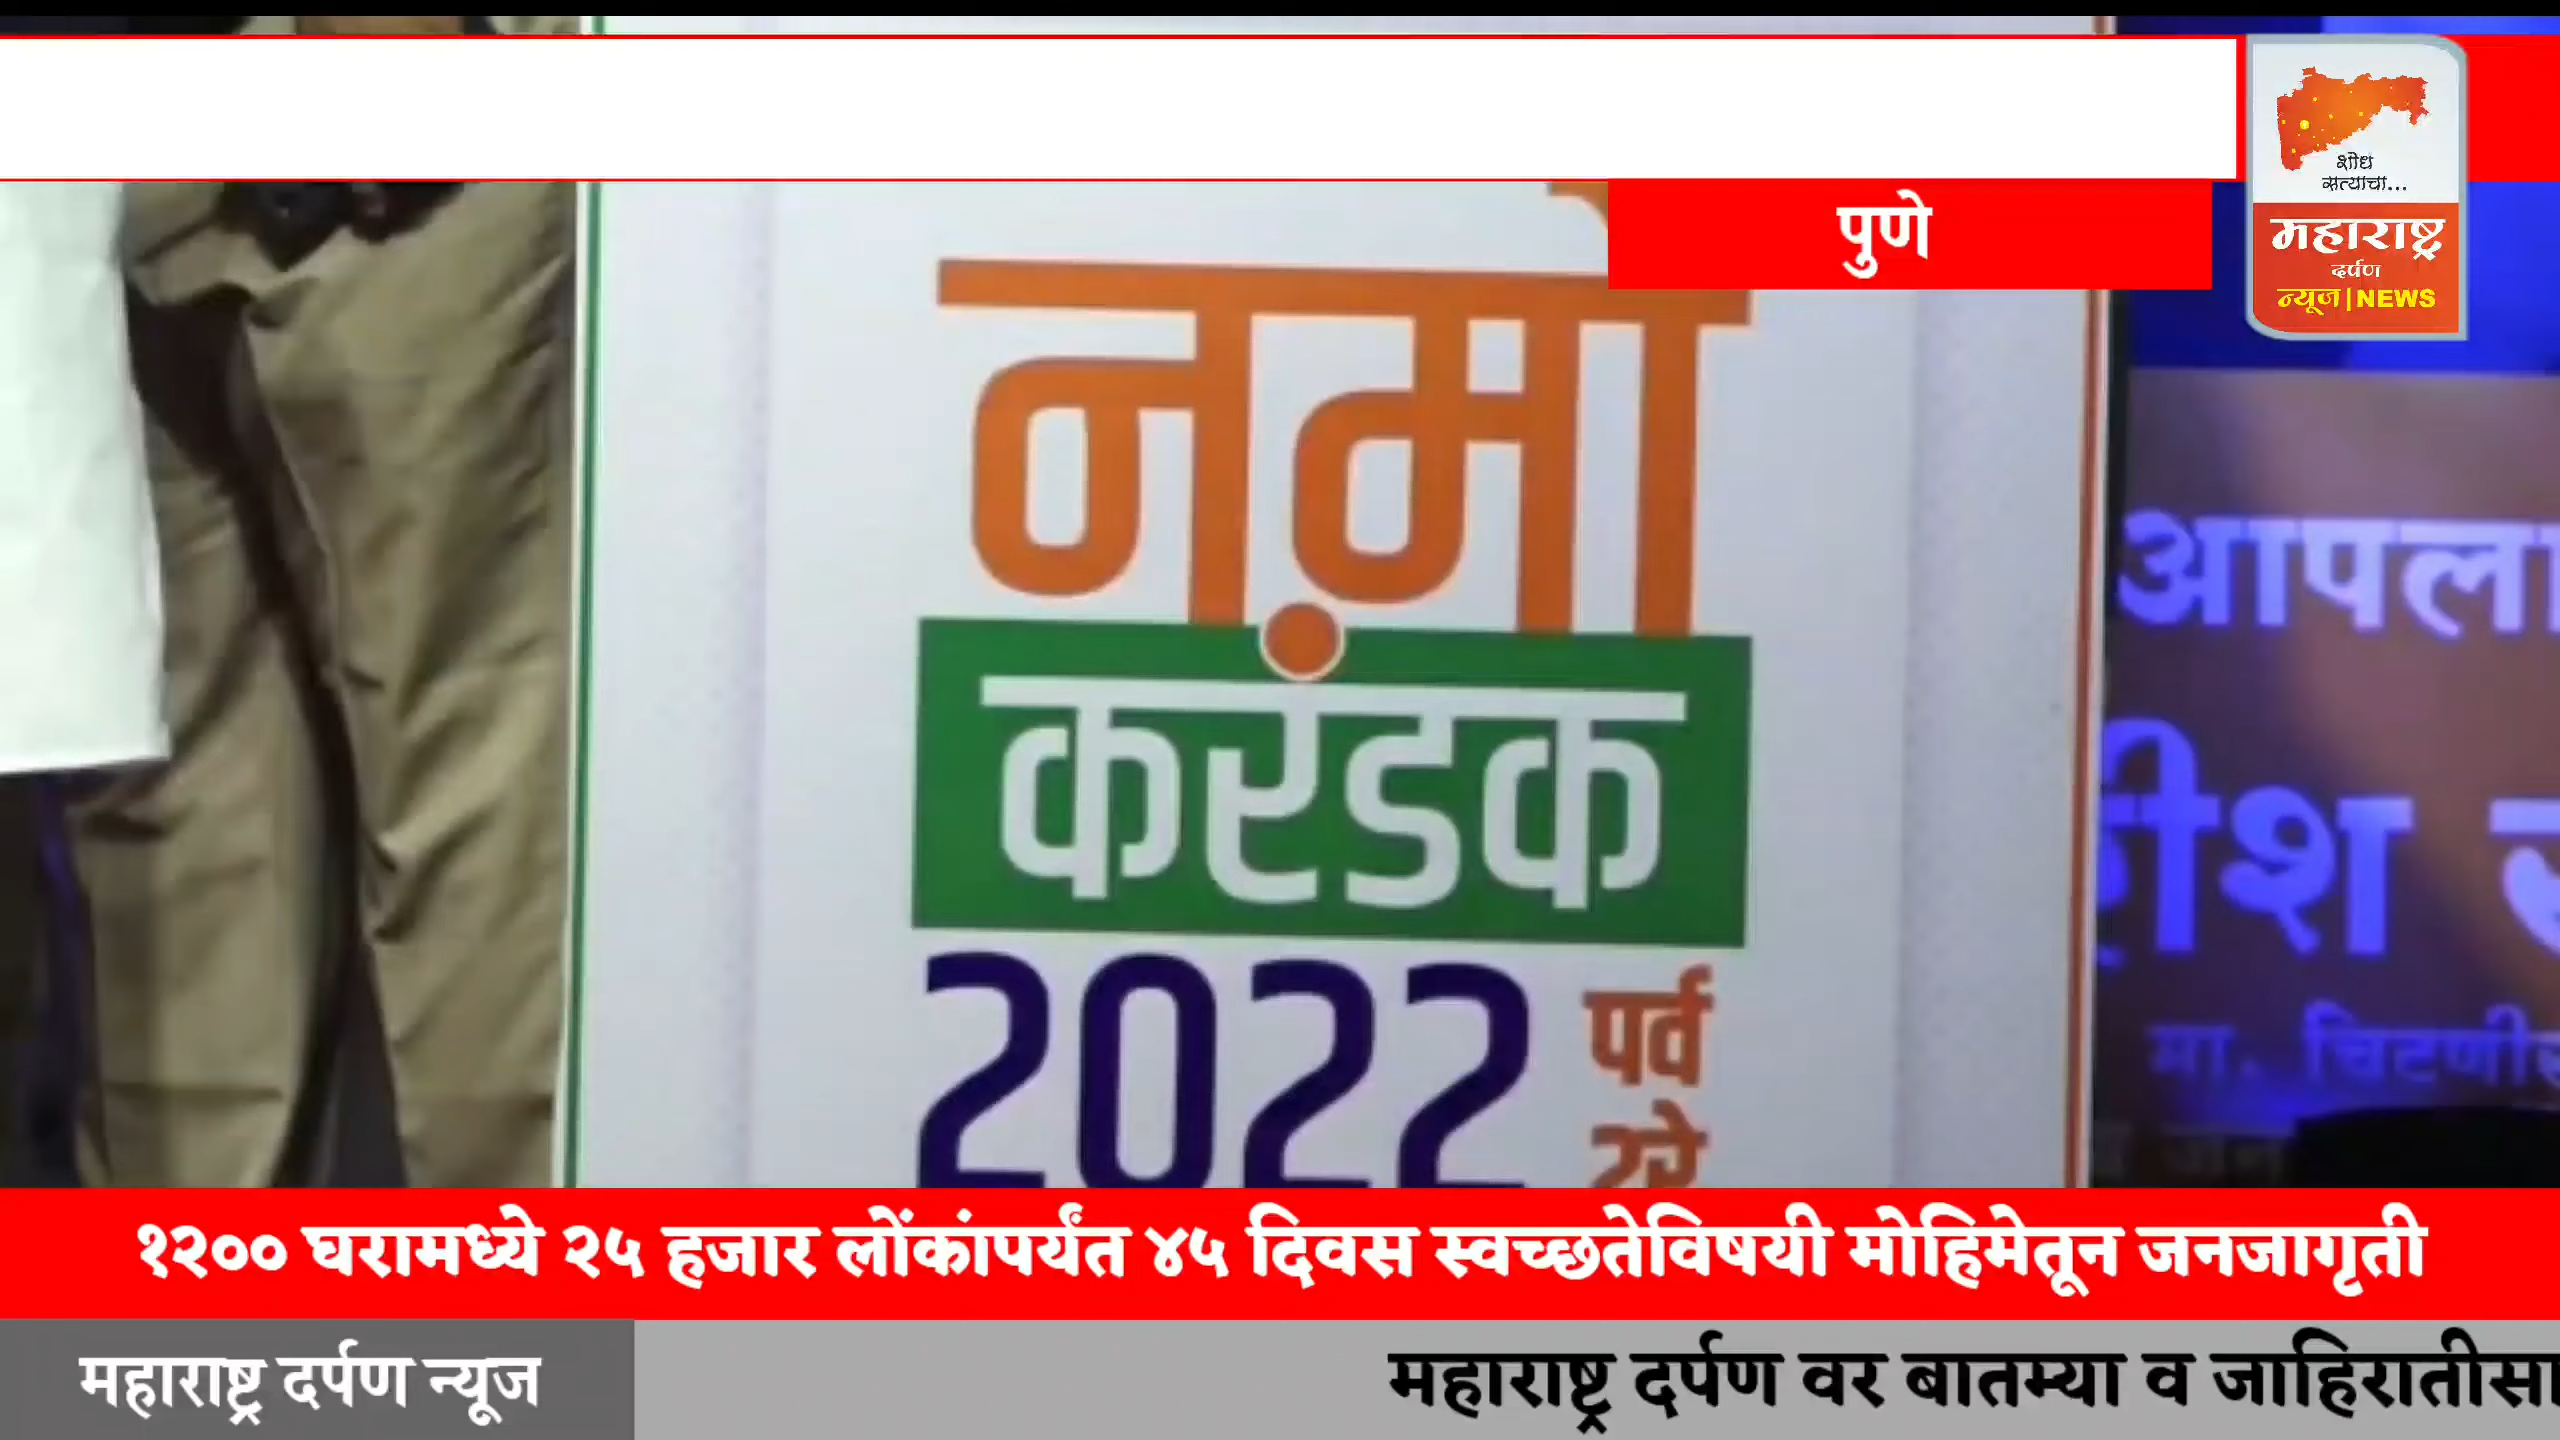 शोध
सत्याचा...
महाराष्ट्र
दर्पण
न्यूज|NEWS
पुणे
नमो
करंडक
2022
पर्व
२रे
आपला
मा.
१२०० घरामध्ये २५ हजार लोंकांपर्यंत ४५ दिवस स्वच्छतेविषयी मोहिमेतून जनजागृती
महाराष्ट्र दर्पण न्यूज
महाराष्ट्र दर्पण वर बातम्या व जाहिरातीसा